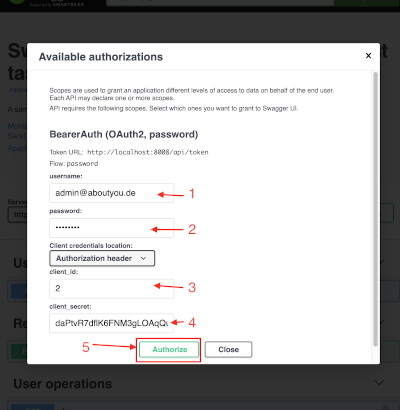 SMARTBEAR
Available authorizations
×
Scopes are used to grant an application different levels of access to data on behalf of the end user.
Each API may declare one or more scopes.
API requires the following scopes. Select which ones you want to grant to Swagger UI.
BearerAuth (OAuth2, password)
Token URL: http://localhost:8008/api/token
Flow: password
username:
admin@aboutyou.de
1
password:
••••••••
2
Client credentials location:
Authorization header
client_id:
2
3
client_secret:
4
5
Authorize
Close
User operations